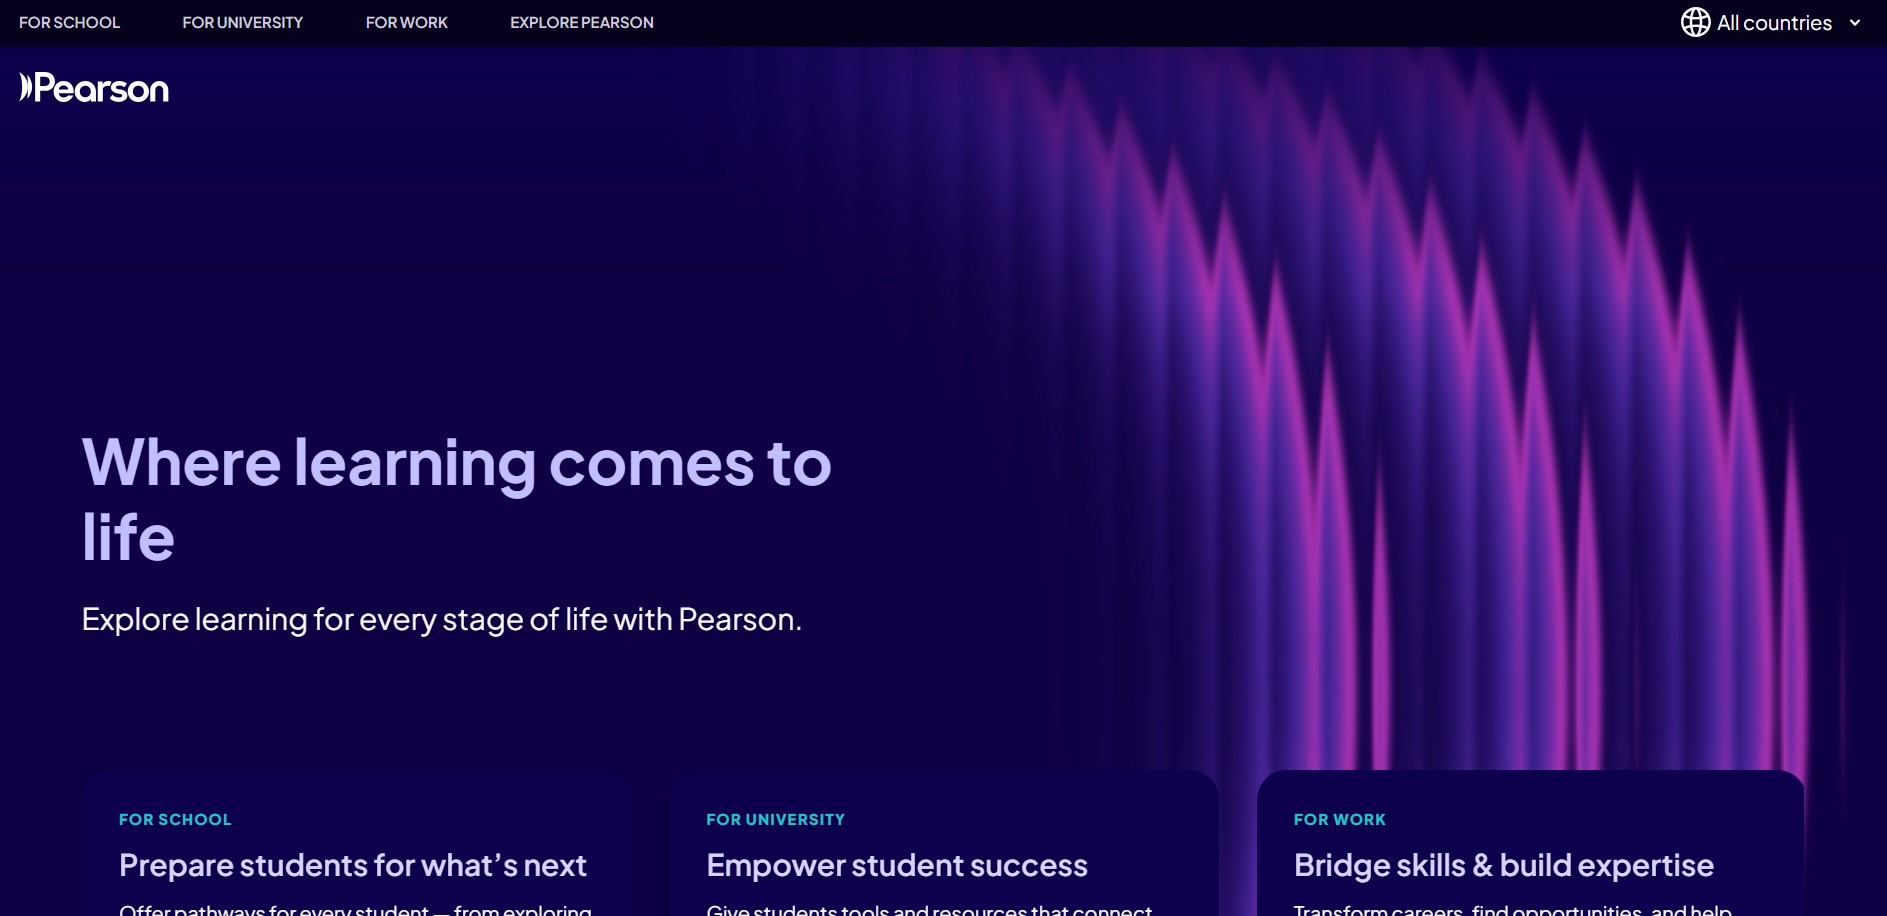 FOR SCHOOL FOR UNIVERSITY FOR WORK EXPLORE PEARSON All countries
Pearson
Where learning comes to
life
Explore learning for every stage of life with Pearson.
FOR SCHOOL
Prepare students for what’s next
Offer pathways for every student — from exploring
FOR UNIVERSITY
Empower student success
Give students tools and resources that connect
FOR WORK
Bridge skills & build expertise
Transform careers, find opportunities, and help